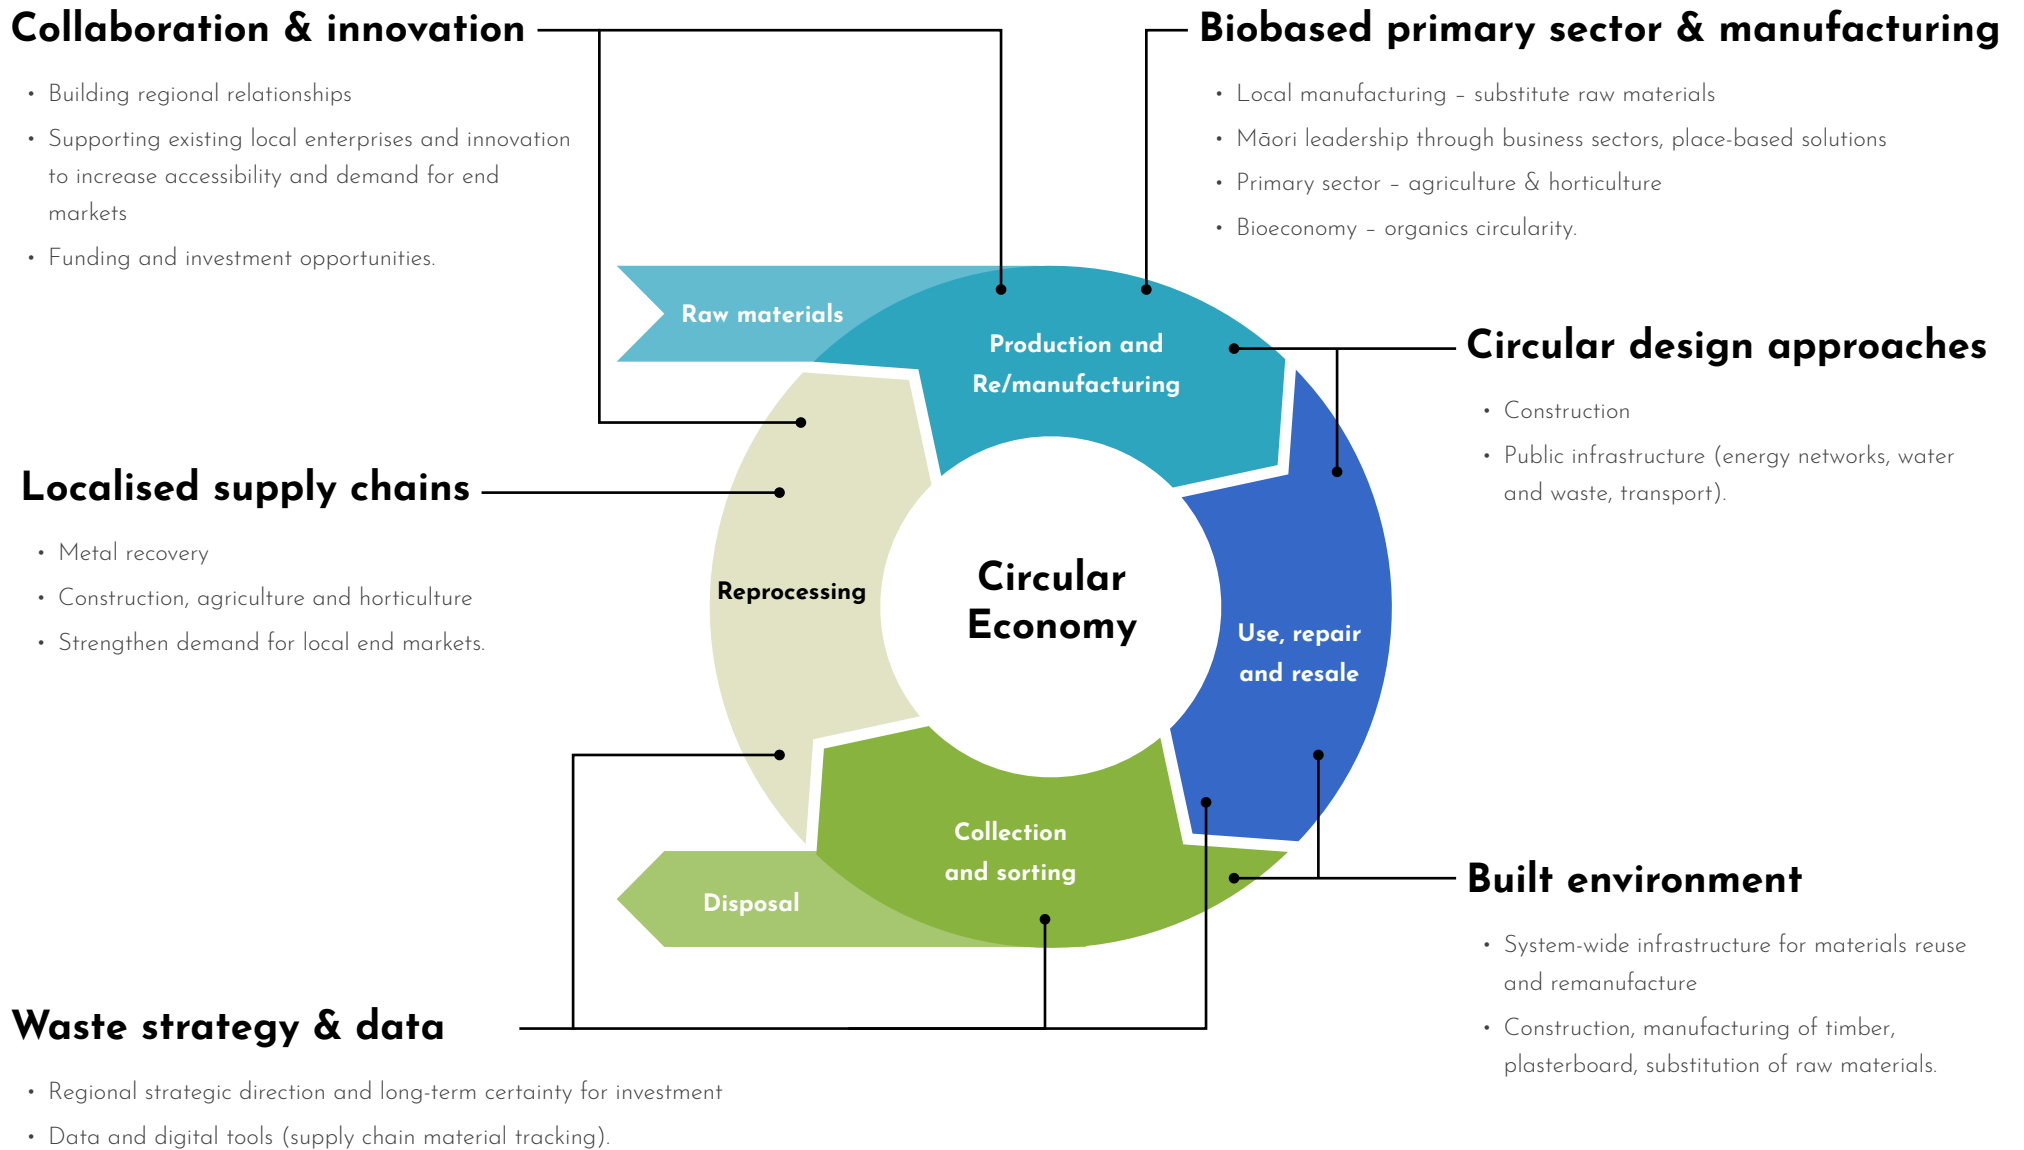 Collaboration & innovation
• Building regional relationships
• Supporting existing local enterprises and innovation
to increase accessibility and demand for end
markets
• Funding and investment opportunities.
Biobased primary sector & manufacturing
• Local manufacturing – substitute raw materials
• Māori leadership through business sectors, place-based solutions
• Primary sector – agriculture & horticulture
• Bioeconomy – organics circularity.
Raw materials
Production and
Re/manufacturing
Circular design approaches
• Construction
• Public infrastructure (energy networks, water
and waste, transport).
Localised supply chains
• Metal recovery
• Construction, agriculture and horticulture
• Strengthen demand for local end markets.
Reprocessing
Circular
Economy
Use, repair
and resale
Collection
and sorting
Disposal
Built environment
• System-wide infrastructure for materials reuse
and remanufacture
• Construction, manufacturing of timber,
plasterboard, substitution of raw materials.
Waste strategy & data
• Regional strategic direction and long-term certainty for investment
• Data and digital tools (supply chain material tracking).